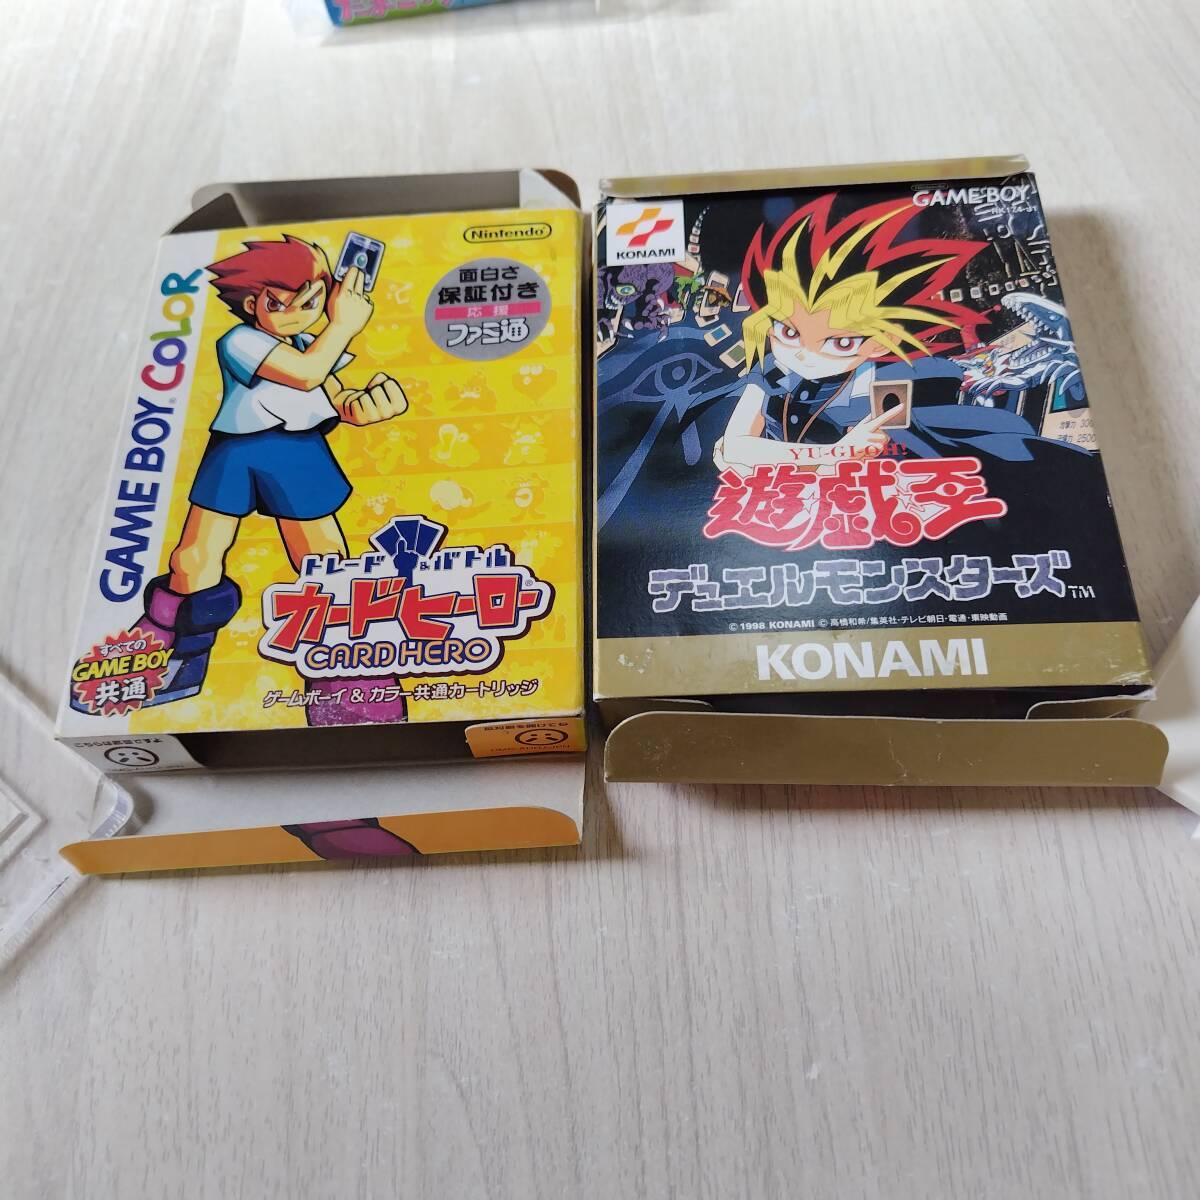 GAME BOY COLOR
Nintendo
面白さ
保証付き
応援
ファミ通
トレード&バトル
カードヒーロー
CARD HERO
すべての
GAME BOY
共通
ゲームボーイ & カラー共通カートリッジ
KONAMI
GAME BOY
YU-GI-OH!
遊戯王
デュエルモンスターズ™
© 1998 KONAMI © 高橋和希/集英社・テレビ朝日・電通・東映動画
KONAMI